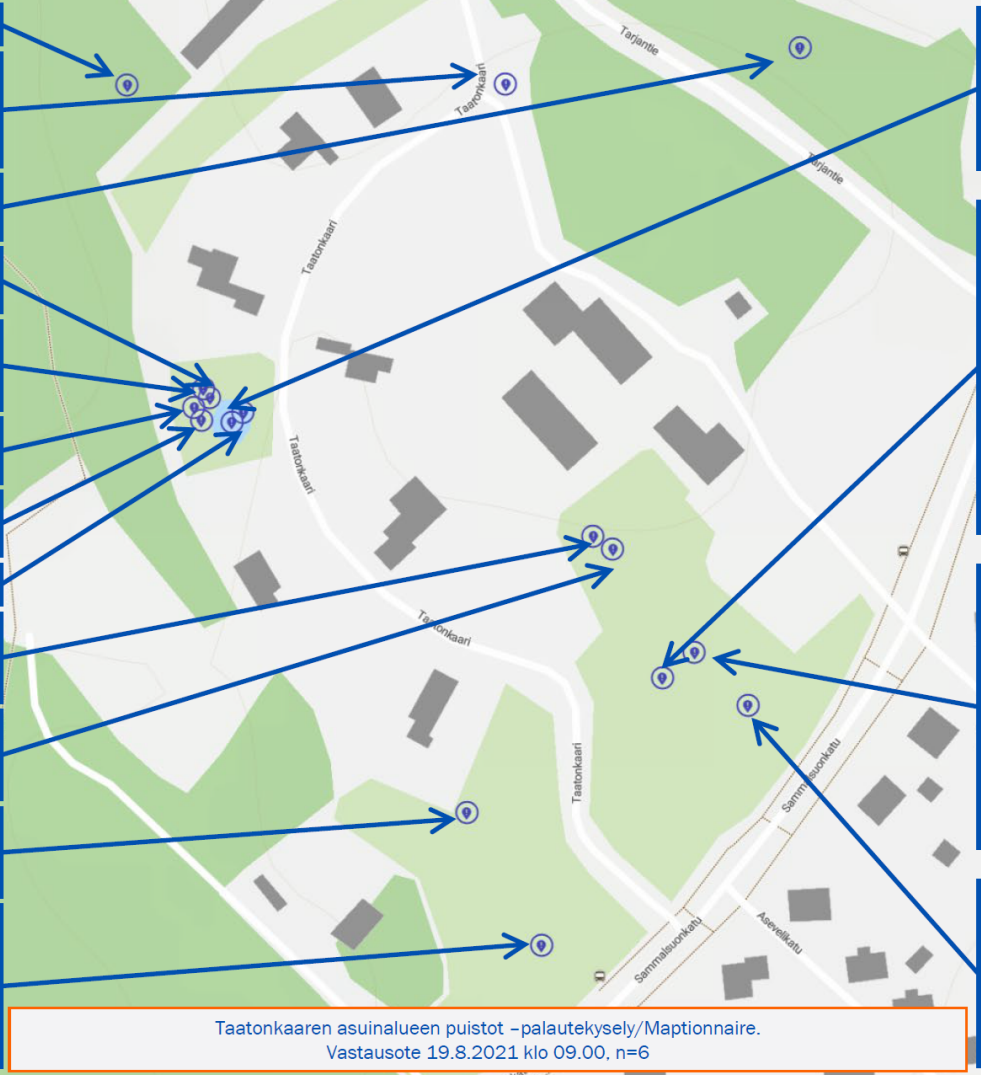 Tarjantie
Taatonkaari
Tarjantie
Taatonkaari
Taatonkaari
Taatonkaari
Taatonkaari
Sammalsuonkatu
Sammalsuonkatu
Asevelikatu
Taatonkaaren asuinalueen puistot –palautekysely/Maptionnaire.
Vastausote 19.8.2021 klo 09.00, n=6